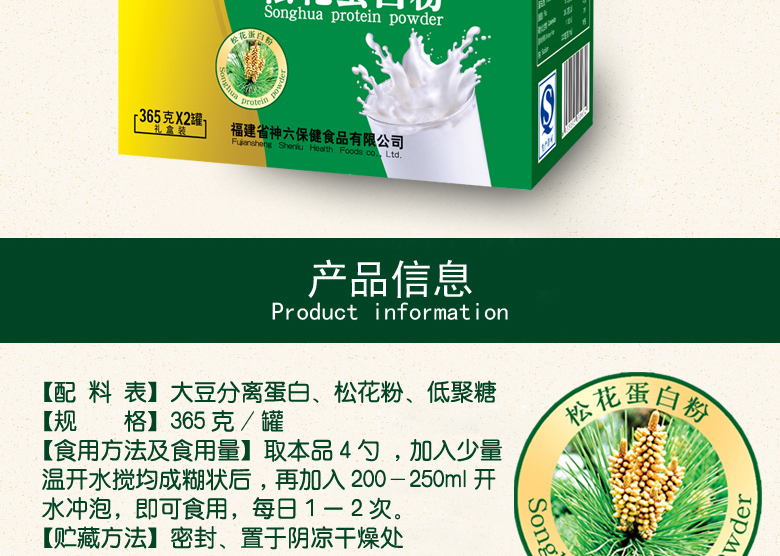 松花蛋白粉
Songhua protein powder
松花蛋白粉
Songhua protein powder
365克X2罐
礼盒装
福建省神六保健食品有限公司
Fujiansheng Shenliu Health Foods co., Ltd.
产品信息
Product information
【配 料 表】大豆分离蛋白、松花粉、低聚糖
【规 格】365克/罐
【食用方法及食用量】取本品4勺，加入少量
温开水搅均成糊状后，再加入200-250ml开
水冲泡，即可食用，每日1-2次。
【贮藏方法】密封、置于阴凉干燥处
松花蛋白粉
Songhua protein powder